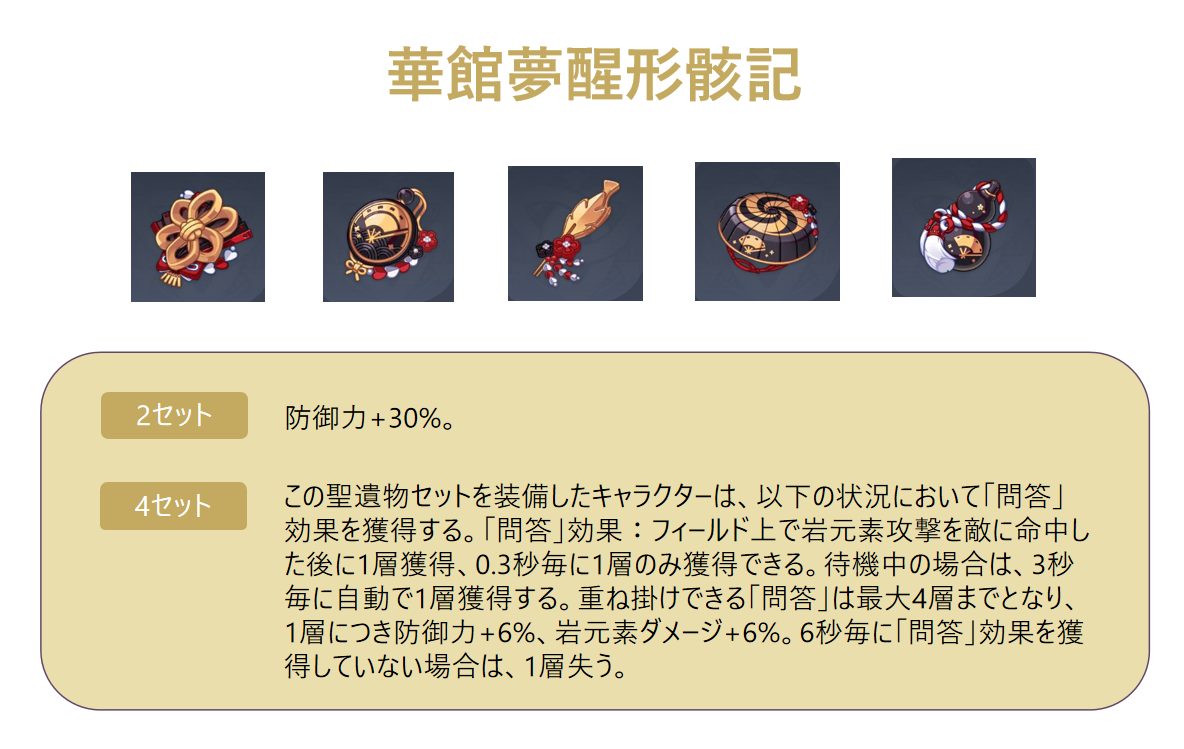 華館夢醒形骸記
2セット
防御力+30%。
4セット
この聖遺物セットを装備したキャラクターは、以下の状況において「問答」
効果を獲得する。「問答」効果：フィールド上で岩元素攻撃を敵に命中し
た後に1層獲得、0.3秒毎に1層のみ獲得できる。待機中の場合は、3秒
毎に自動で1層獲得する。重ね掛けできる「問答」は最大4層までとなり、
1層につき防御力+6%、岩元素ダメージ+6%。6秒毎に「問答」効果を獲
得していない場合は、1層失う。